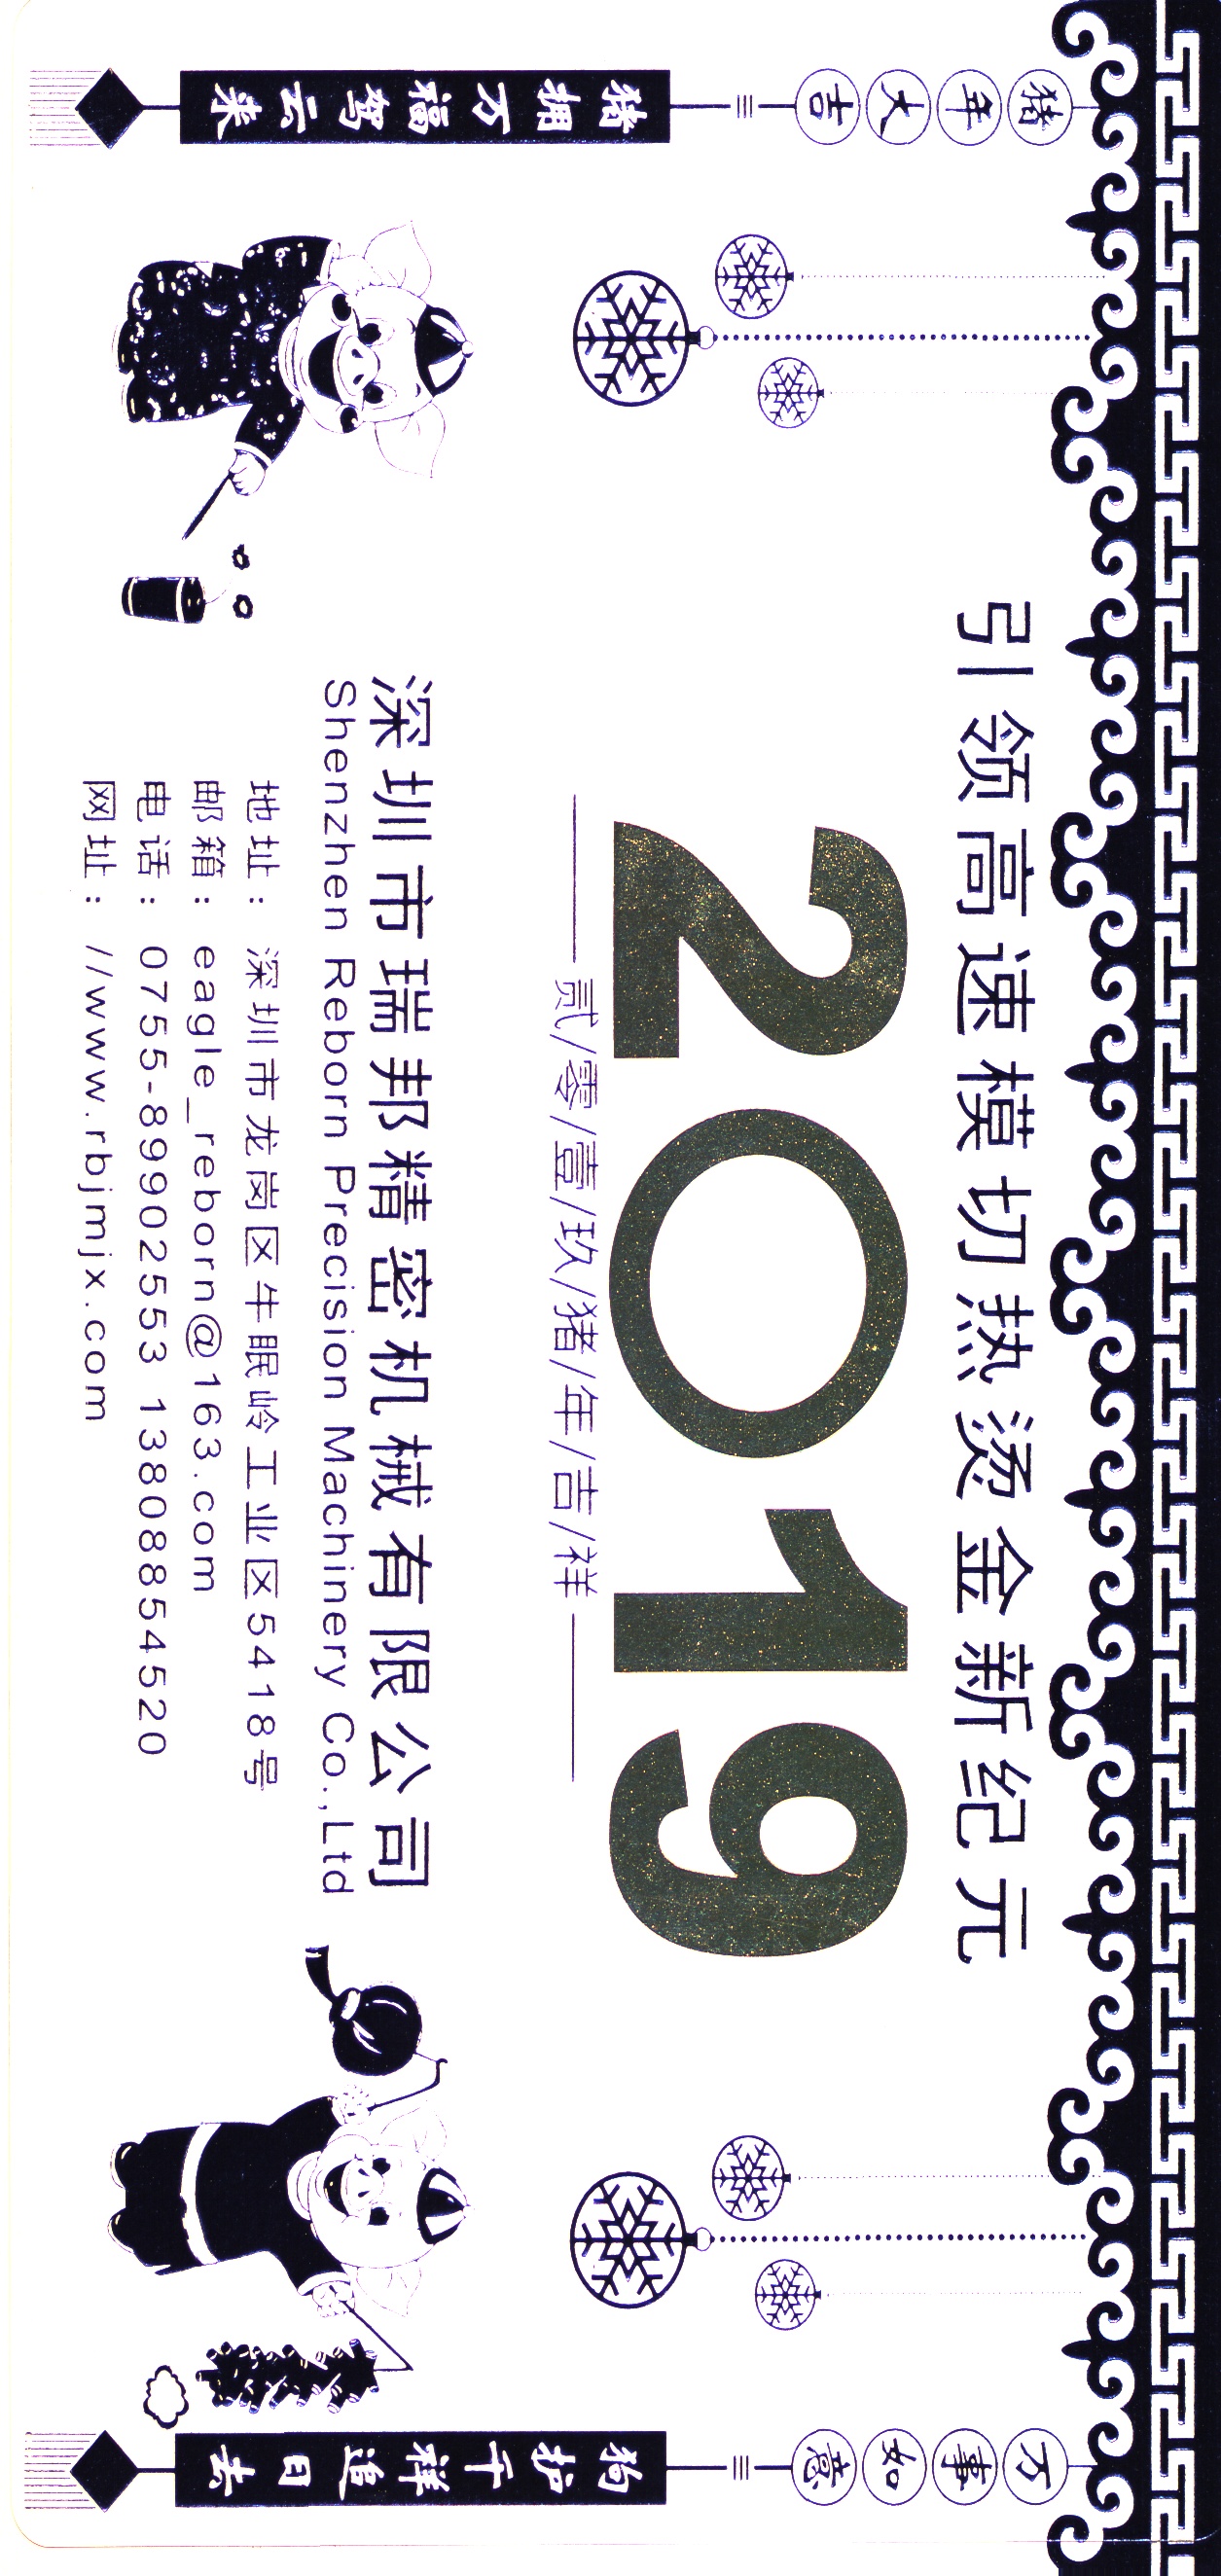 引领高速模切热烫金新纪元
猪年大吉
猪拥万福驾云来
2019
贰/零/壹/玖/猪/年/吉/祥
深圳市瑞邦精密机械有限公司
Shenzhen Reborn Precision Machinery Co.,Ltd
地址：深圳市龙岗区牛眠岭工业区5418号
邮箱：eagle_reborn@163.com
电话：0755-89902553 13808854520
网址：//www.rbjmjx.com
万事如意
狗护千祥追日去